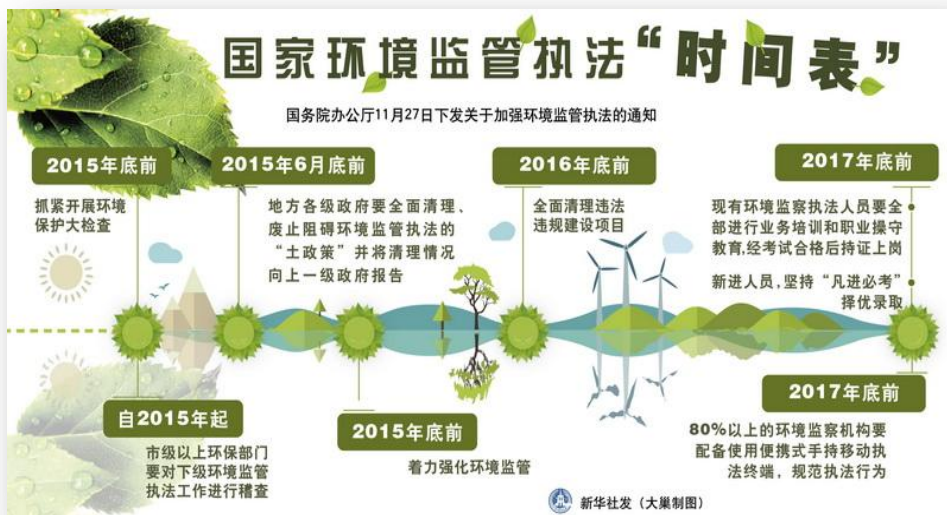 国家环境监管执法“时间表”
国务院办公厅11月27日下发关于加强环境监管执法的通知
2015年底前
抓紧开展环境
保护大检查
2015年6月底前
地方各级政府要全面清理、
废止阻碍环境监管执法的
“土政策”并将清理情况
向上一级政府报告
2016年底前
全面清理违法
违规建设项目
2017年底前
现有环境监察执法人员要全
部进行业务培训和职业操守
教育,经考试合格后持证上岗
新进人员,坚持“凡进必考”
择优录取
自2015年起
市级以上环保部门
要对下级环境监管
执法工作进行稽查
2015年底前
着力强化环境监管
2017年底前
80%以上的环境监察机构要
配备使用便携式手持移动执
法终端，规范执法行为
新华社发（大巢制图）